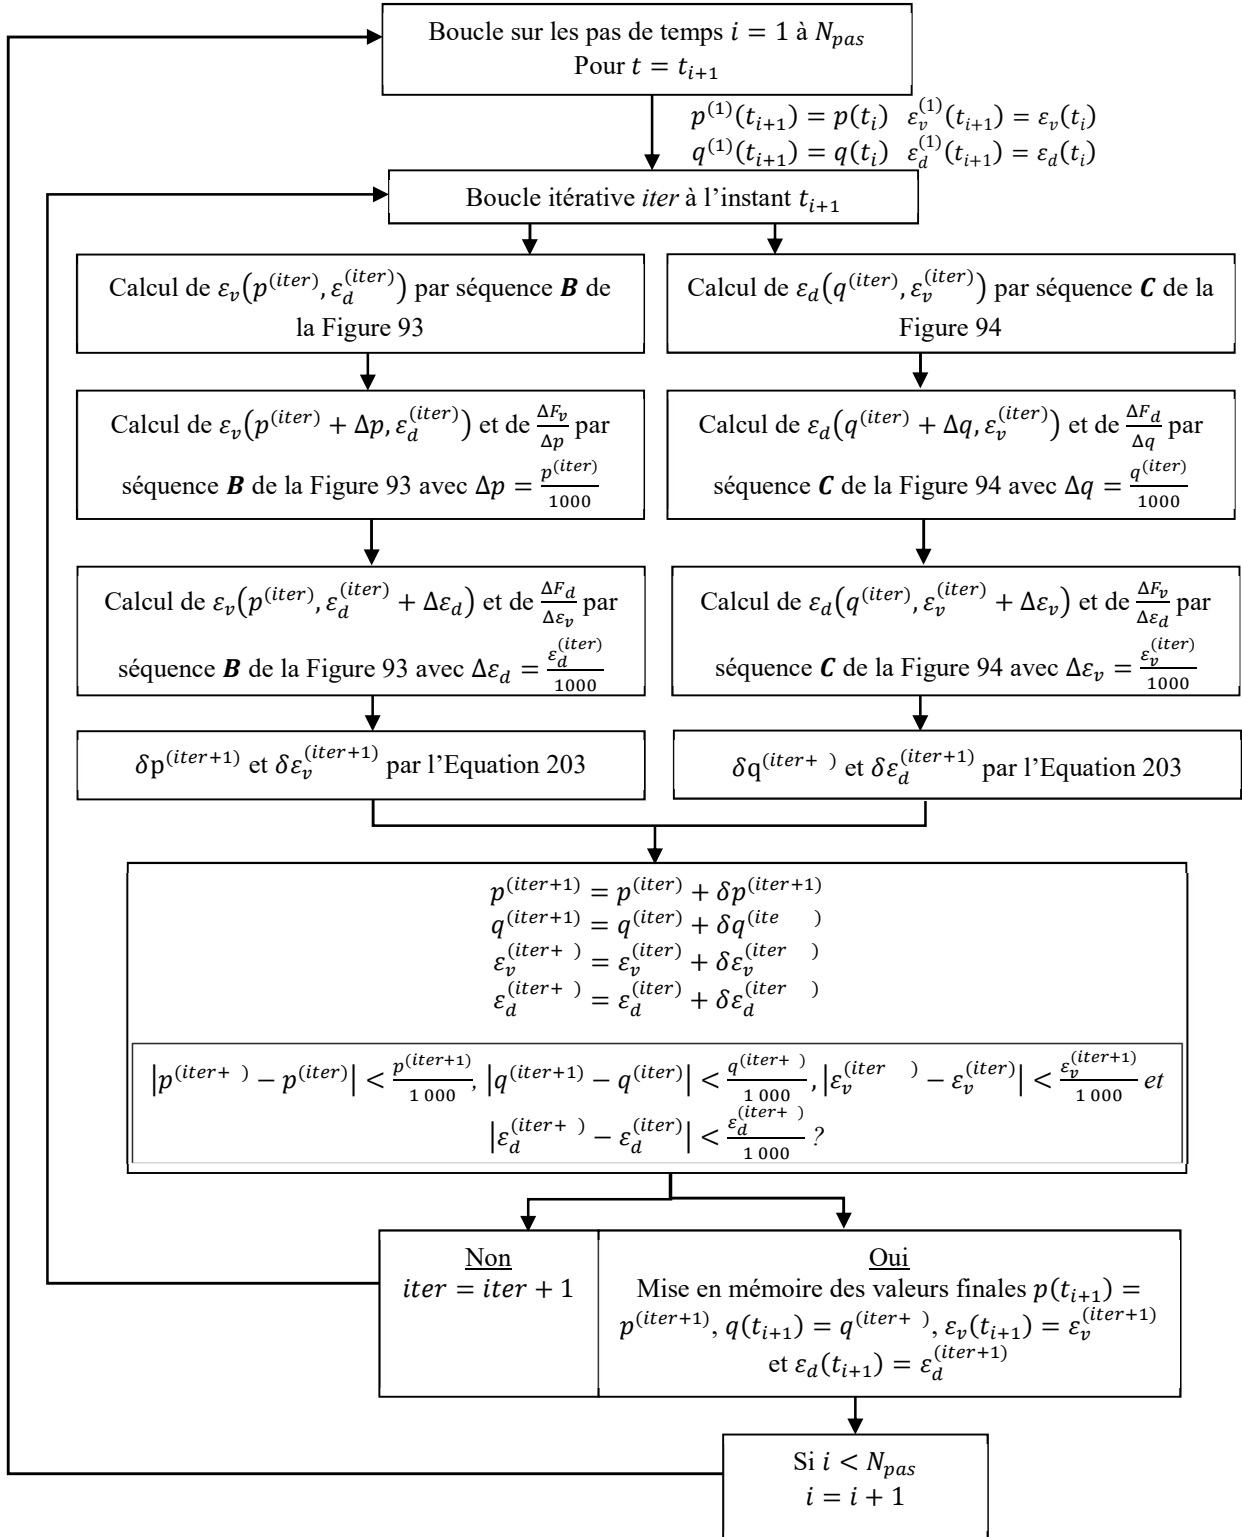 Boucle sur les pas de temps i = 1 à N_{pas}
Pour t = t_{i+1}
p^{(1)}(t_{i+1}) = p(t_i) ε_v^{(1)}(t_{i+1}) = ε_v(t_i)
q^{(1)}(t_{i+1}) = q(t_i) ε_d^{(1)}(t_{i+1}) = ε_d(t_i)
Boucle itérative iter à l’instant t_{i+1}
Calcul de ε_v(p^{(iter)}, ε_d^{(iter)}) par séquence B de
la Figure 93
Calcul de ε_d(q^{(iter)}, ε_v^{(iter)}) par séquence C de la
Figure 94
Calcul de ε_v(p^{(iter)} + Δp, ε_d^{(iter)}) et de ΔF_v/Δp par
séquence B de la Figure 93 avec Δp = p^{(iter)}/1000
Calcul de ε_d(q^{(iter)} + Δq, ε_v^{(iter)}) et de ΔF_d/Δq par
séquence C de la Figure 94 avec Δq = q^{(iter)}/1000
Calcul de ε_v(p^{(iter)}, ε_d^{(iter)} + Δε_d) et de ΔF_d/Δε_v par
séquence B de la Figure 93 avec Δε_d = ε_d^{(iter)}/1000
Calcul de ε_d(q^{(iter)}, ε_v^{(iter)} + Δε_v) et de ΔF_v/Δε_d par
séquence C de la Figure 94 avec Δε_v = ε_v^{(iter)}/1000
δp^{(iter+1)} et δε_v^{(iter+1)} par l’Equation 203
δq^{(iter+ )} et δε_d^{(iter+1)} par l’Equation 203
p^{(iter+1)} = p^{(iter)} + δp^{(iter+1)}
q^{(iter+1)} = q^{(iter)} + δq^{(ite )}
ε_v^{(iter+ )} = ε_v^{(iter)} + δε_v^{(iter )}
ε_d^{(iter+ )} = ε_d^{(iter)} + δε_d^{(iter )}
|p^{(iter+ )} − p^{(iter)}| < p^{(iter+1)}/1 000, |q^{(iter+1)} − q^{(iter)}| < q^{(iter+ )}/1 000, |ε_v^{(iter )} − ε_v^{(iter)}| < ε_v^{(iter+1)}/1 000 et
|ε_d^{(iter+ )} − ε_d^{(iter)}| < ε_d^{(iter+ )}/1 000 ?
Non
iter = iter + 1
Oui
Mise en mémoire des valeurs finales p(t_{i+1}) =
p^{(iter+1)}, q(t_{i+1}) = q^{(iter+ )}, ε_v(t_{i+1}) = ε_v^{(iter+1)}
et ε_d(t_{i+1}) = ε_d^{(iter+1)}
Si i < N_{pas}
i = i + 1